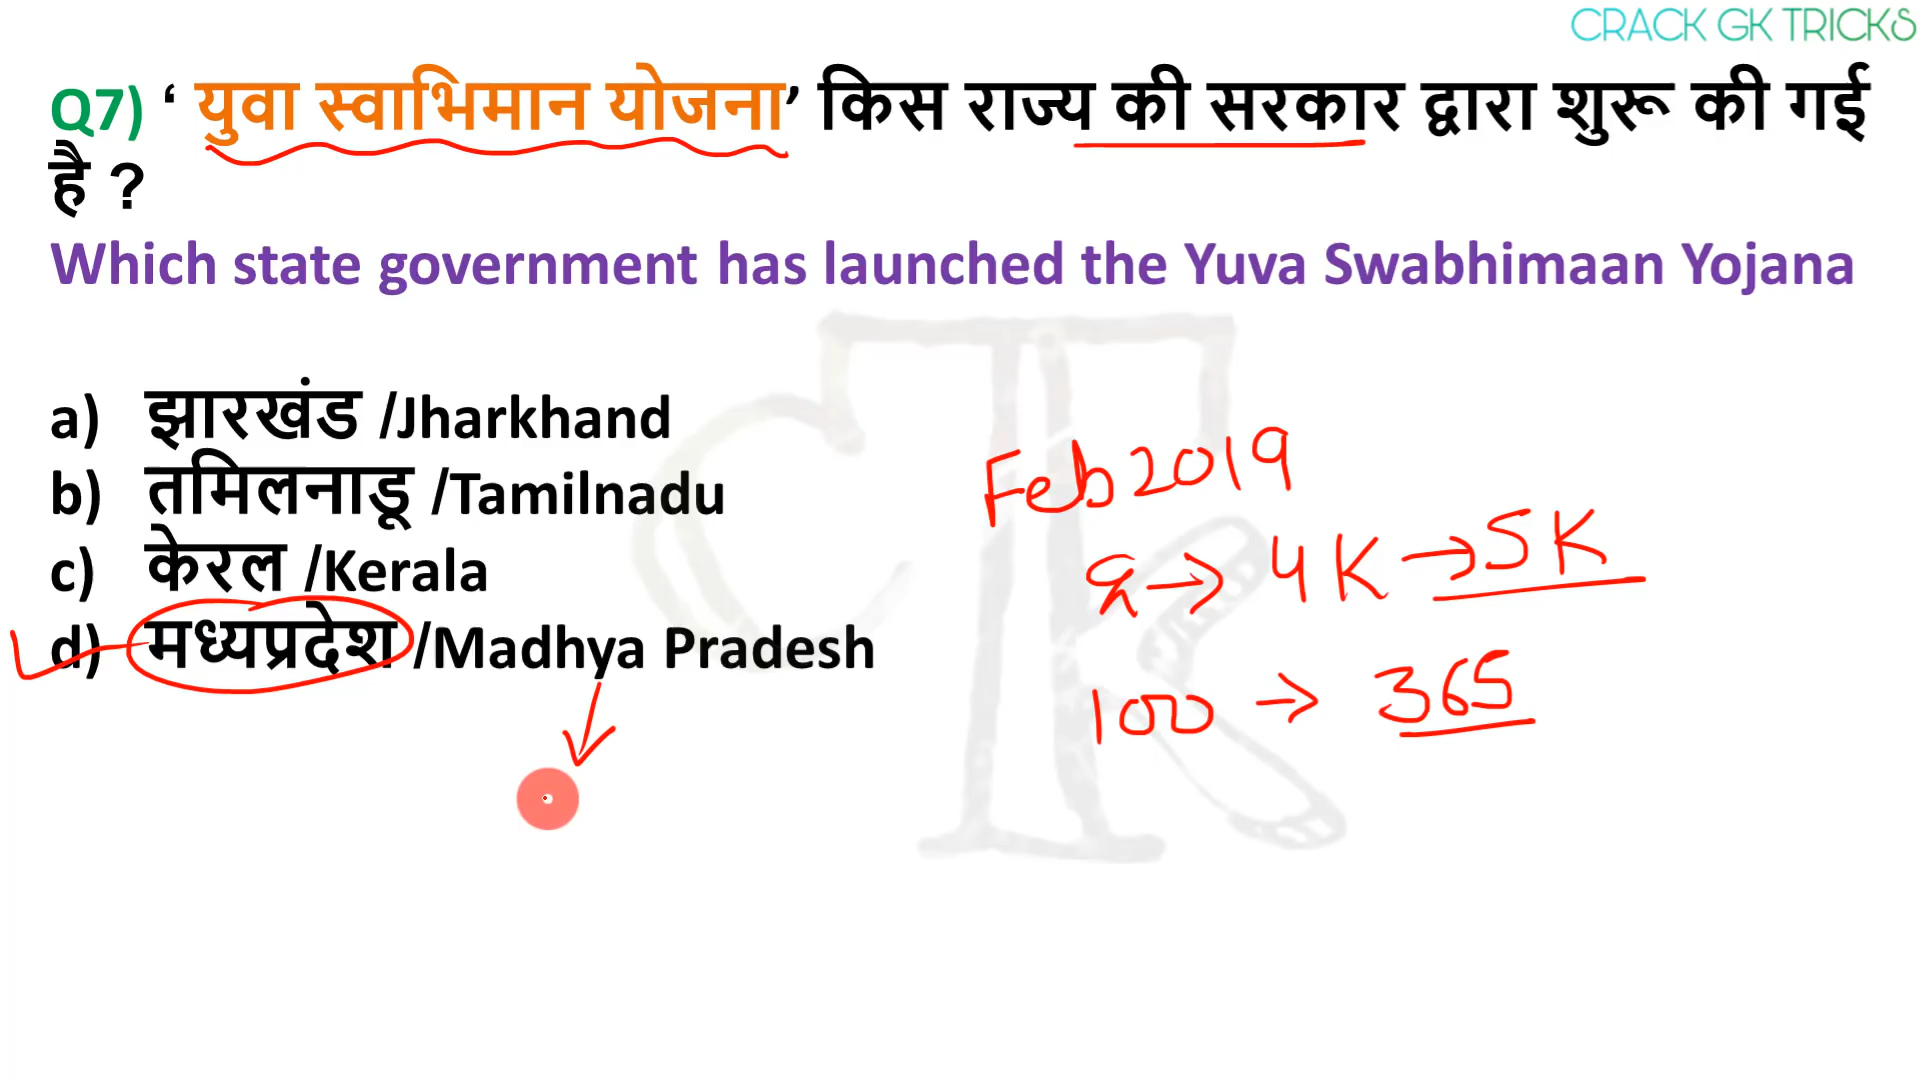 CRACK GK TRICKS
Q7) ‘ युवा स्वाभिमान योजना’ किस राज्य की सरकार द्वारा शुरू की गई
है ?
Which state government has launched the Yuva Swabhimaan Yojana
a) झारखंड /Jharkhand
b) तमिलनाडू /Tamilnadu
c) केरल /Kerala
d) मध्यप्रदेश /Madhya Pradesh
Feb 2019
→ 4K → 5K
100 → 365